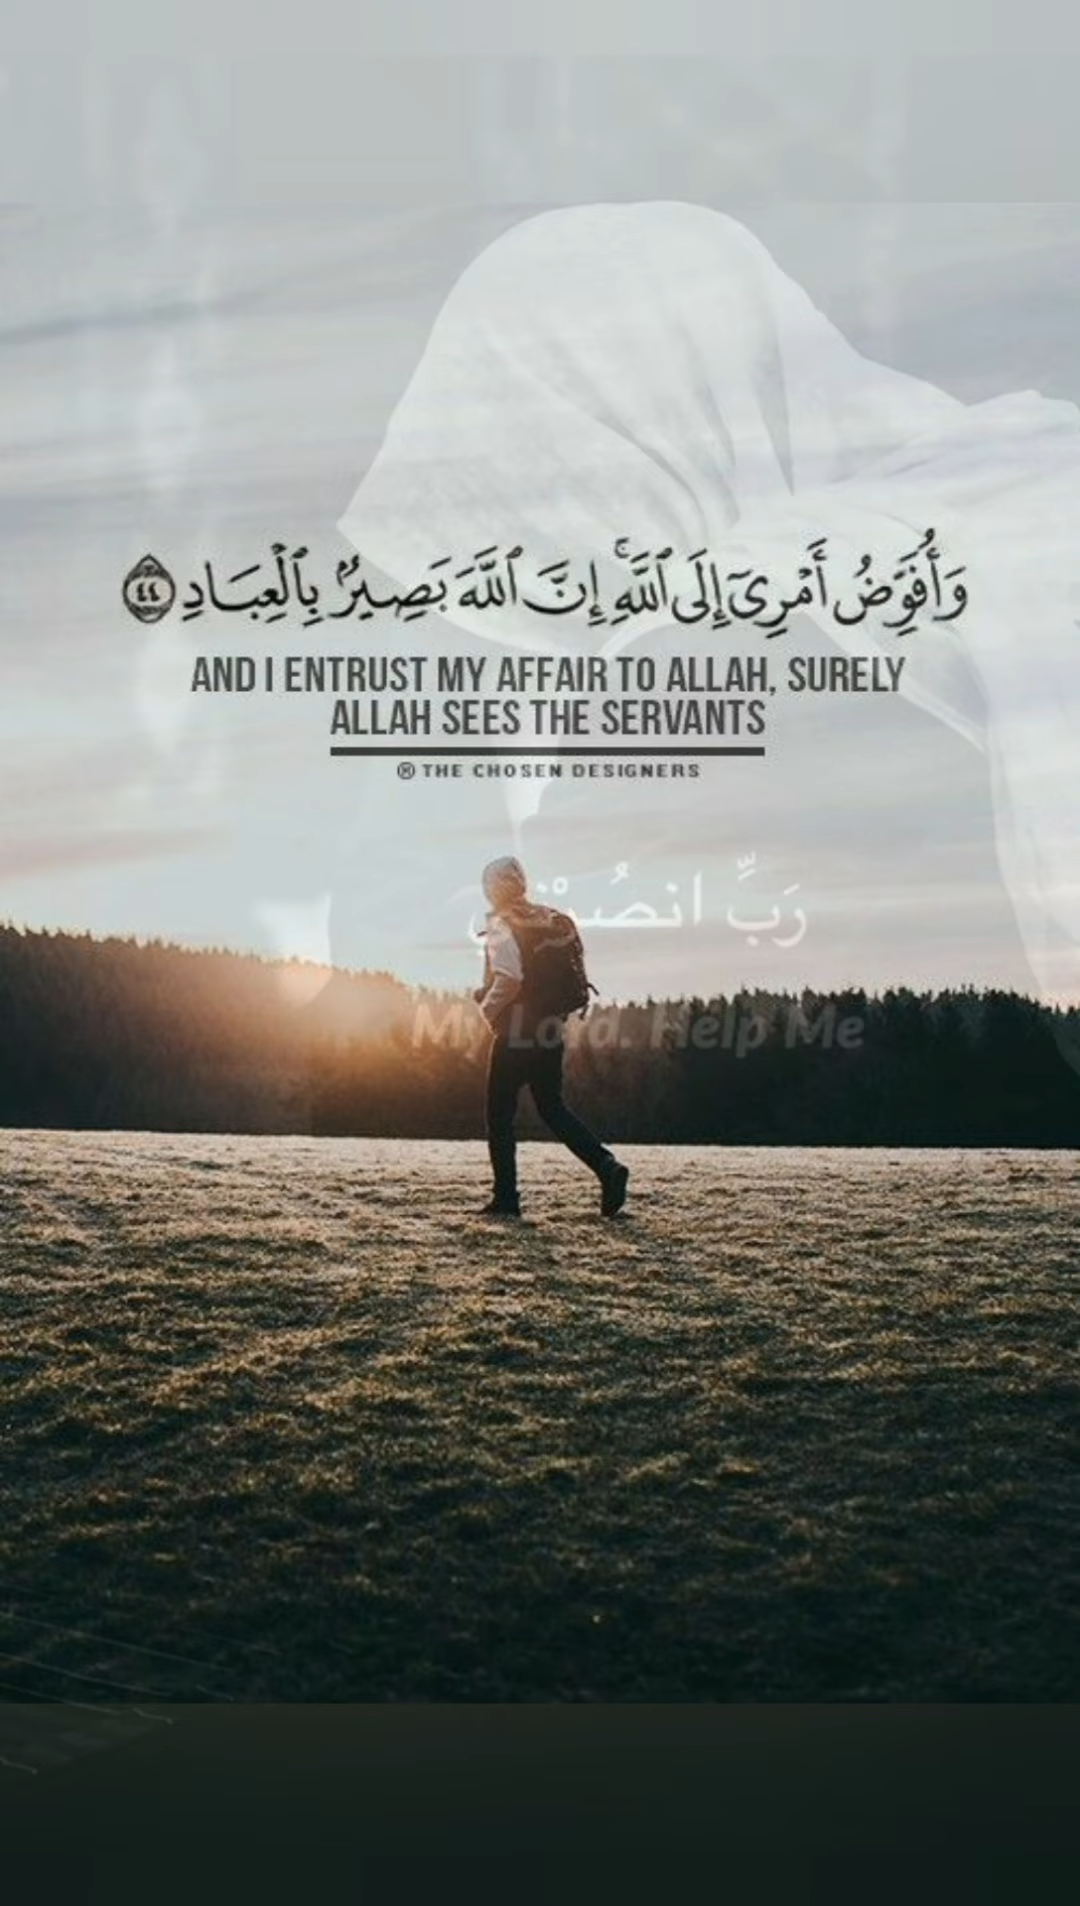 وَأُفَوِّضُ أَمْرِىٓ إِلَى ٱللَّهِ ۚ إِنَّ ٱللَّهَ بَصِيرٌۢ بِٱلْعِبَادِ ٤٤
AND I ENTRUST MY AFFAIR TO ALLAH, SURELY
ALLAH SEES THE SERVANTS
® THE CHOSEN DESIGNERS
رَبِّ انصُرْنِي
My Lord. Help Me